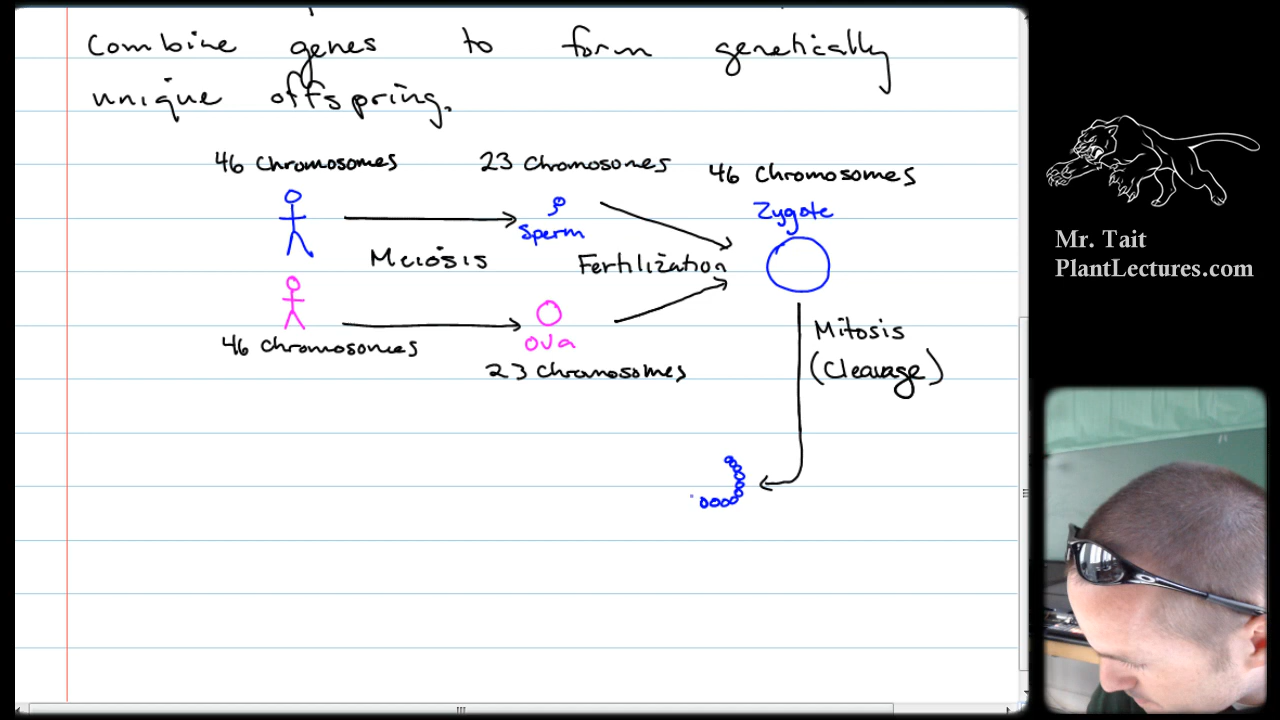 Combine genes to form genetically
unique offspring.
46 Chromosomes
23 Chromosomes
46 Chromosomes
Zygote
Sperm
Meiosis
Fertilization
Mitosis
(Cleavage)
46 Chromosomes
Ova
23 Chromosomes
Mr. Tait
PlantLectures.com